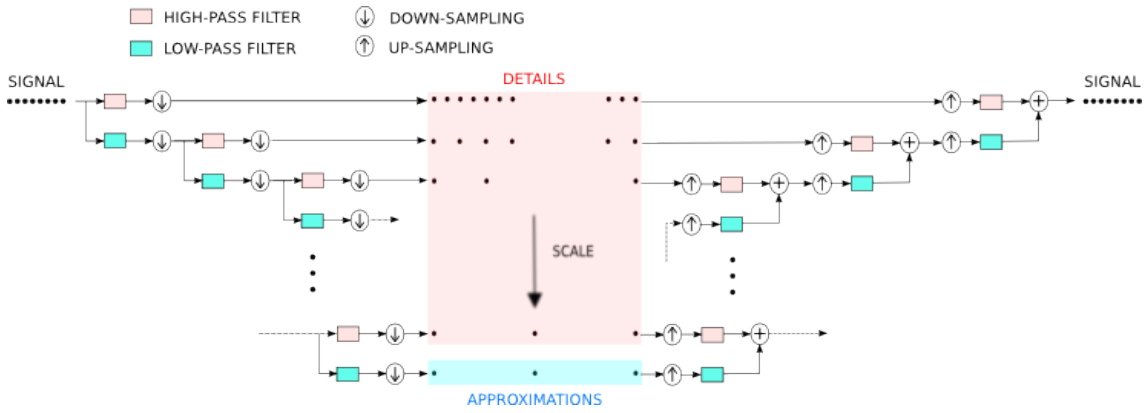 HIGH-PASS FILTER
DOWN-SAMPLING
LOW-PASS FILTER
UP-SAMPLING
SIGNAL
DETAILS
SIGNAL
SCALE
APPROXIMATIONS